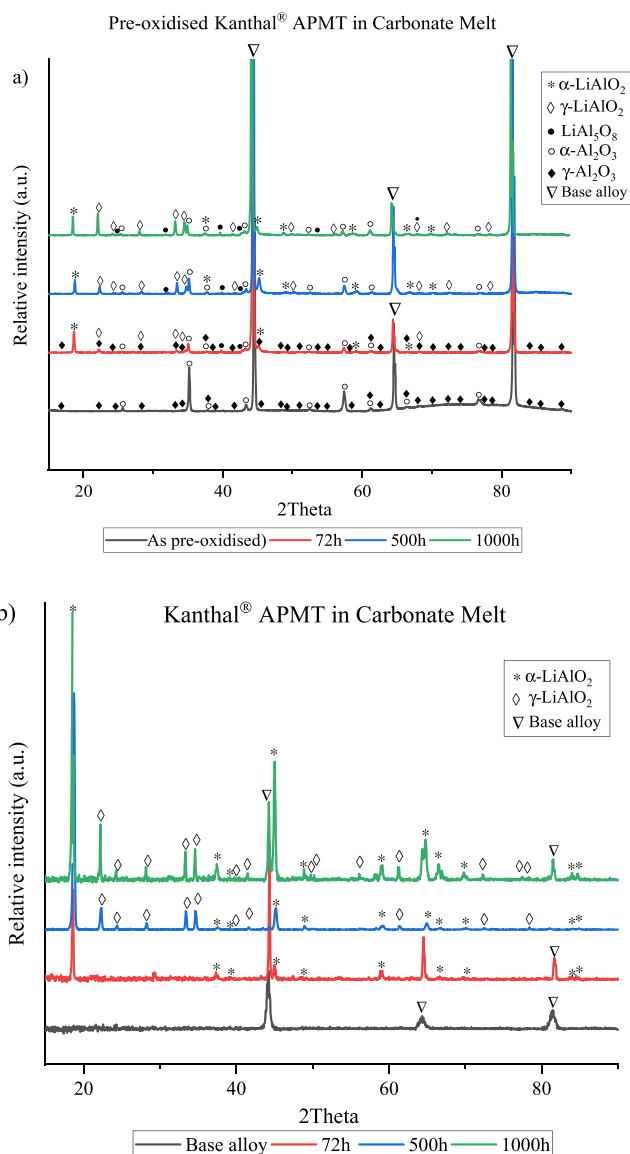 Pre-oxidised Kanthal® APMT in Carbonate Melt
a)
* α-LiAlO2
◊ γ-LiAlO2
● LiAl5O8
○ α-Al2O3
◆ γ-Al2O3
∇ Base alloy
Relative intensity (a.u.)
20 40 60 80
2Theta
As pre-oxidised) 72h 500h 1000h
b)
Kanthal® APMT in Carbonate Melt
* α-LiAlO2
◊ γ-LiAlO2
∇ Base alloy
Relative intensity (a.u.)
20 40 60 80
2Theta
Base alloy 72h 500h 1000h